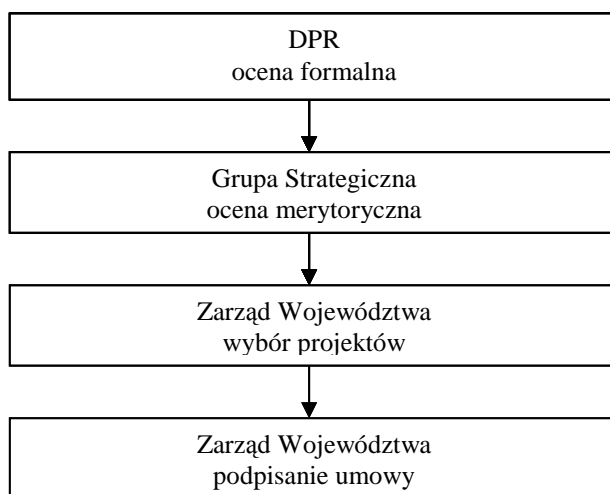 DPR
ocena formalna
Grupa Strategiczna
ocena merytoryczna
Zarząd Województwa
wybór projektów
Zarząd Województwa
podpisanie umowy